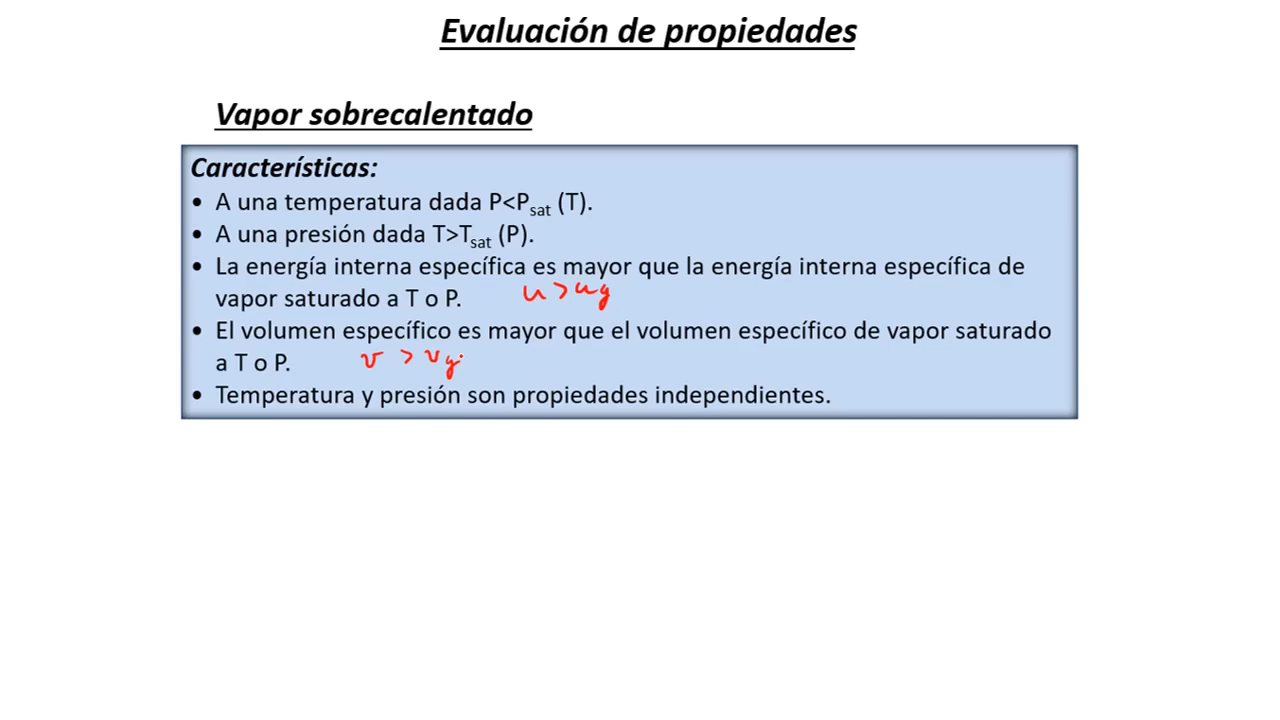 Evaluación de propiedades
Vapor sobrecalentado
Características:
• A una temperatura dada P<Psat (T).
• A una presión dada T>Tsat (P).
• La energía interna específica es mayor que la energía interna específica de
vapor saturado a T o P. u > ug
• El volumen específico es mayor que el volumen específico de vapor saturado
a T o P. v > vg
• Temperatura y presión son propiedades independientes.